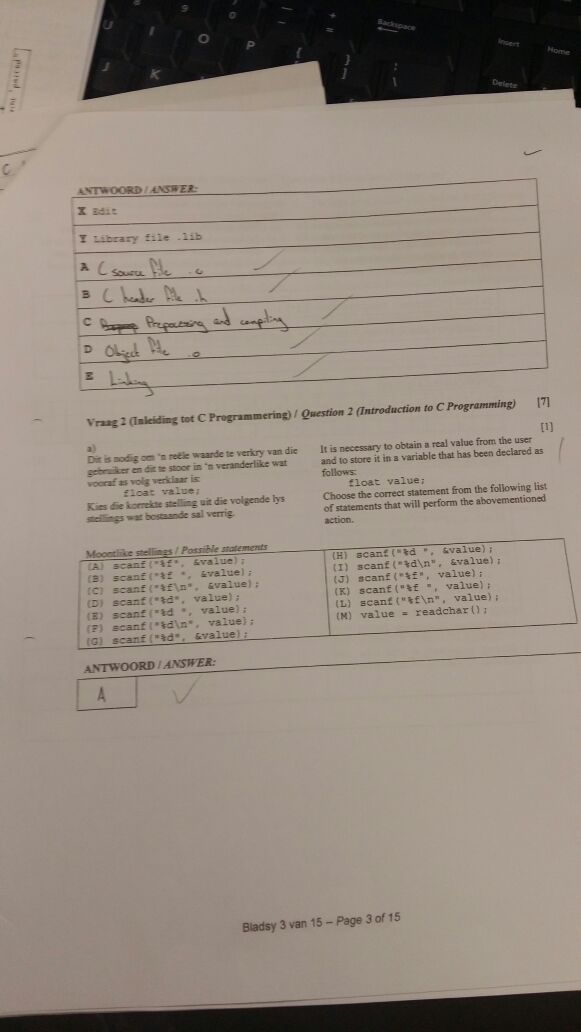 9
0
—
+
=
Backspace
Insert
Home
U
I
O
P
{
[
}
]
\
J
K
Delete
ANTWOORD / ANSWER:
X Edit
Y Library file .lib
A C source file .c
B C header file .h
C Prepocessing and compiling
D Object file .o
E Linking
Vraag 2 (Inleiding tot C Programmering) / Question 2 (Introduction to C Programming) [7]
[1]
a)
Dit is nodig om 'n reële waarde te verkry van die
gebruiker en dit te stoor in 'n veranderlike wat
vooraf as volg verklaar is:
float value;
Kies die korrekte stelling uit die volgende lys
stellings wat bostaande sal verrig.
It is necessary to obtain a real value from the user
and to store it in a variable that has been declared as
follows:
float value;
Choose the correct statement from the following list
of statements that will perform the abovementioned
action.
Moontlike stellings / Possible statements
(A) scanf("%f", &value);
(B) scanf("%f ", &value);
(C) scanf("%f\n", &value);
(D) scanf("%d", value);
(E) scanf("%d ", value);
(F) scanf("%d\n", value);
(G) scanf("%d", &value);
(H) scanf("%d ", &value);
(I) scanf("%d\n", &value);
(J) scanf("%f", value);
(K) scanf("%f ", value);
(L) scanf("%f\n", value);
(M) value = readchar();
ANTWOORD / ANSWER:
A
Bladsy 3 van 15 – Page 3 of 15